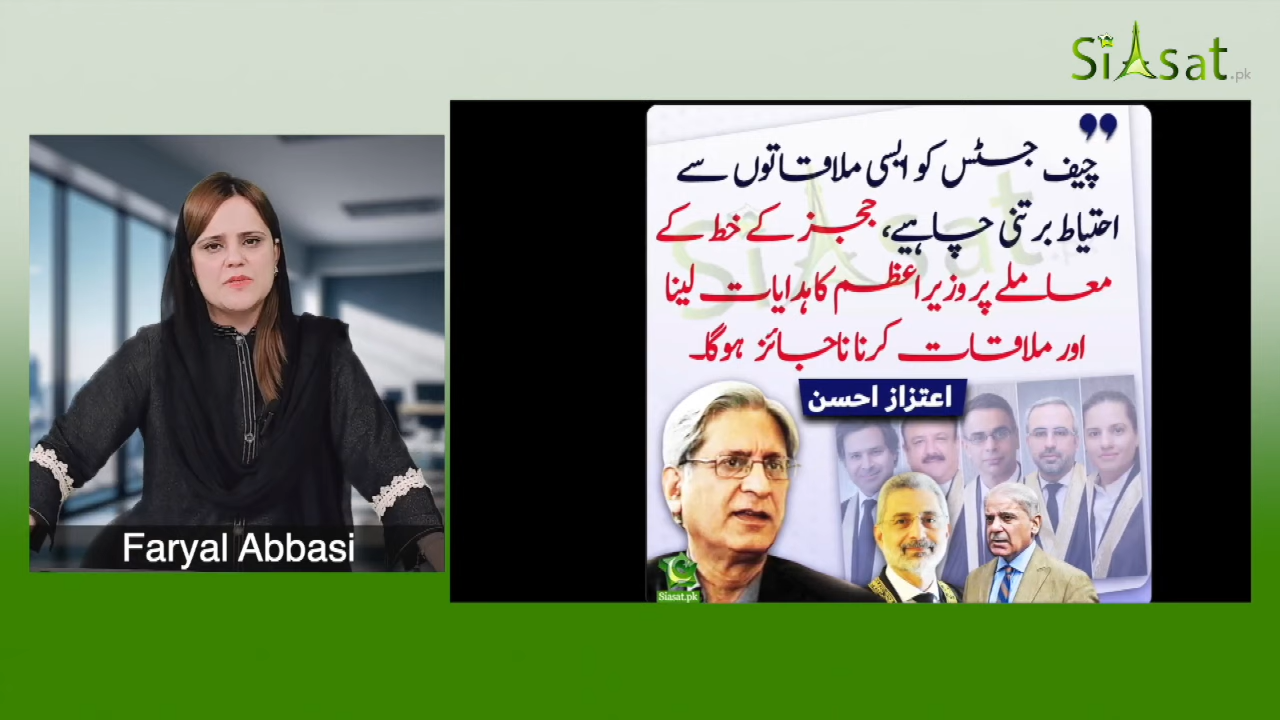 SiAsat.pk
چیف جسٹس کو ایسی ملاقاتوں سے
احتیاط برتنی چاہیے، ججز کے خط کے
معاملے پر وزیراعظم کا ہدایات لینا
اور ملاقات کرنا ناجائز ہوگا۔
اعتزاز احسن
Siasat.pk
Faryal Abbasi